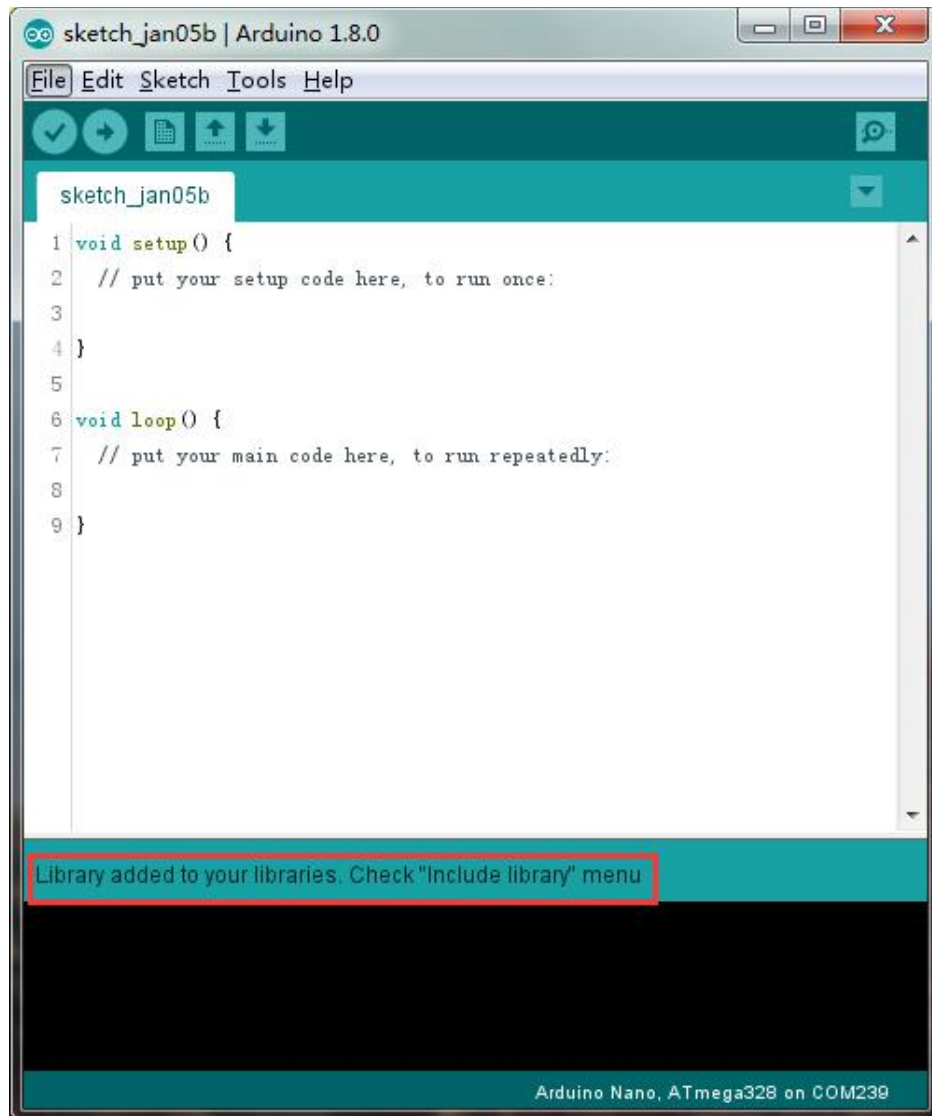 sketch_jan05b | Arduino 1.8.0
File Edit Sketch Tools Help
sketch_jan05b
1 void setup() {
2 // put your setup code here, to run once:
3
4 }
5
6 void loop() {
7 // put your main code here, to run repeatedly:
8
9 }
Library added to your libraries. Check "Include library" menu
Arduino Nano, ATmega328 on COM239